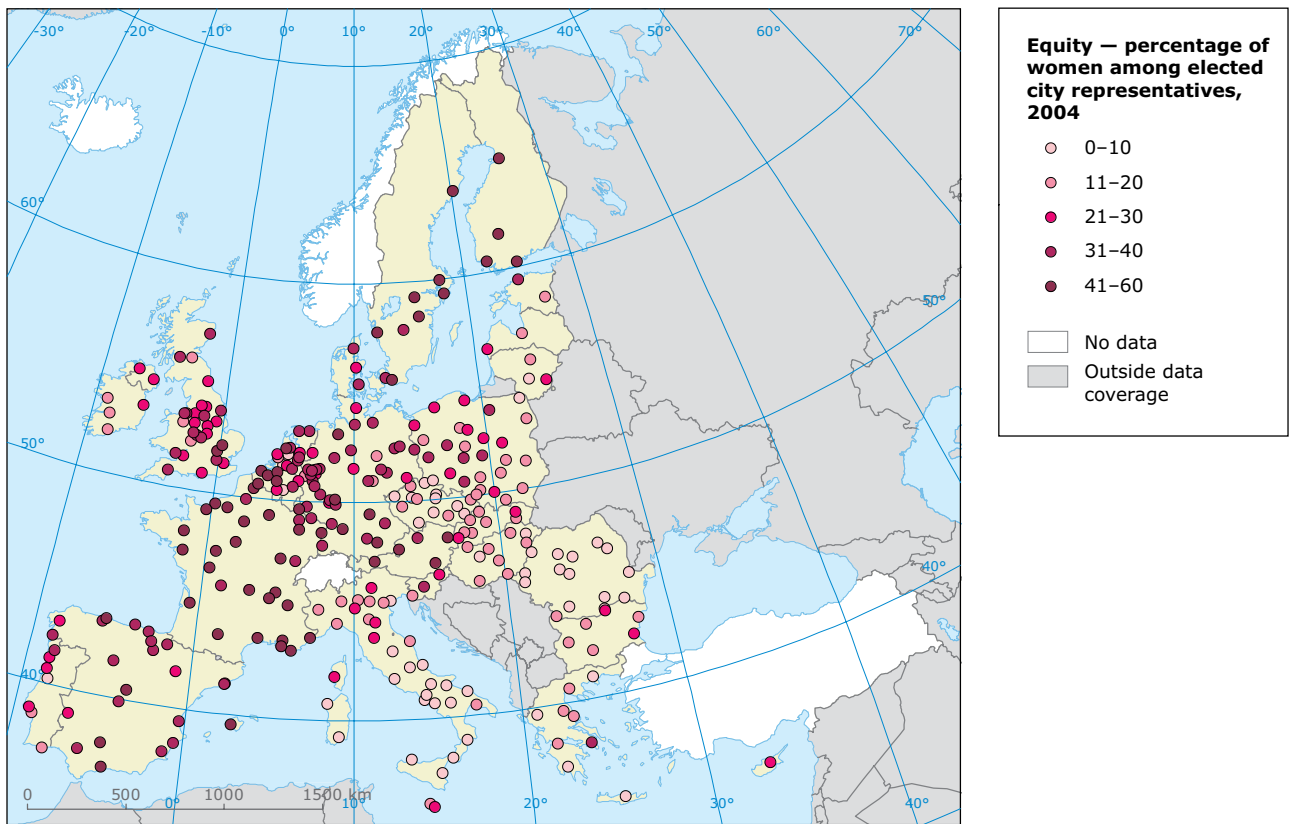 -30° -20° -10° 0° 10° 20° 30° 40° 50° 60° 70°
60°
50°
50°
40°
40°
0 500 1000 1500 km
0° 10° 20° 30° 40°
Equity — percentage of
women among elected
city representatives,
2004
0–10
11–20
21–30
31–40
41–60
No data
Outside data
coverage